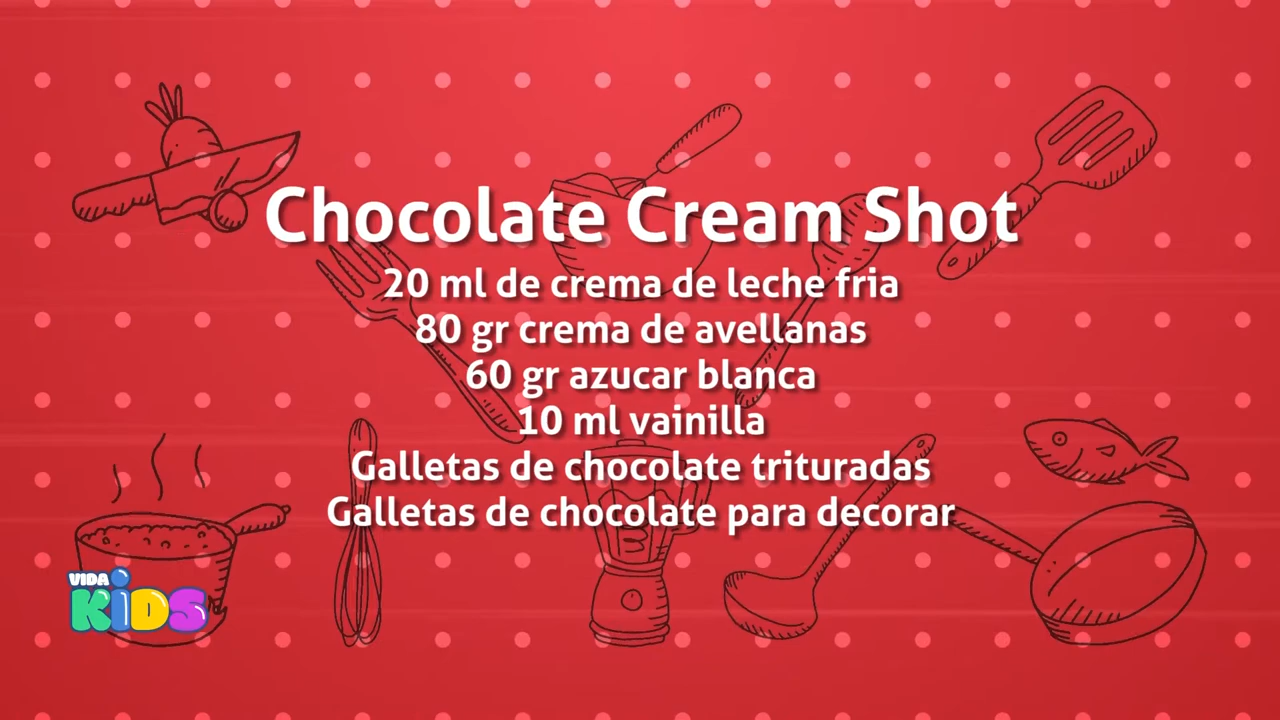 Chocolate Cream Shot
20 ml de crema de leche fria
80 gr crema de avellanas
60 gr azucar blanca
10 ml vainilla
Galletas de chocolate trituradas
Galletas de chocolate para decorar
VIDA
KiDS